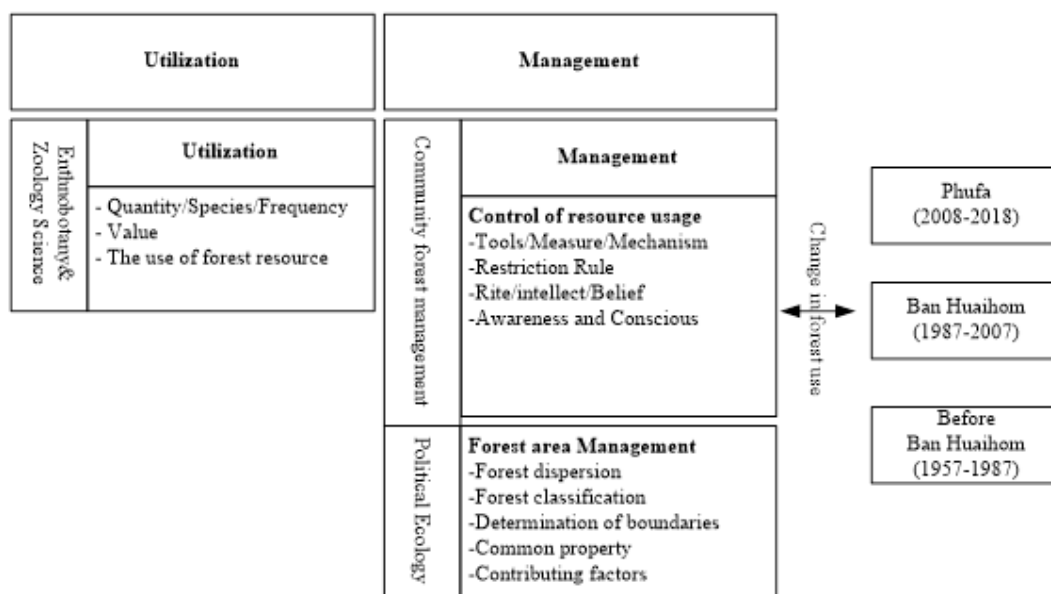 Utilization
Management
Enthnobotany&
Zoology Science
Utilization
- Quantity/Species/Frequency
- Value
- The use of forest resource
Community forest management
Management
Control of resource usage
-Tools/Measure/Mechanism
-Restriction Rule
-Rite/intellect/Belief
-Awareness and Conscious
Political Ecology
Forest area Management
-Forest dispersion
-Forest classification
-Determination of boundaries
-Common property
-Contributing factors
Change in forest use
Phufa
(2008-2018)
Ban Huaihom
(1987-2007)
Before
Ban Huaihom
(1957-1987)